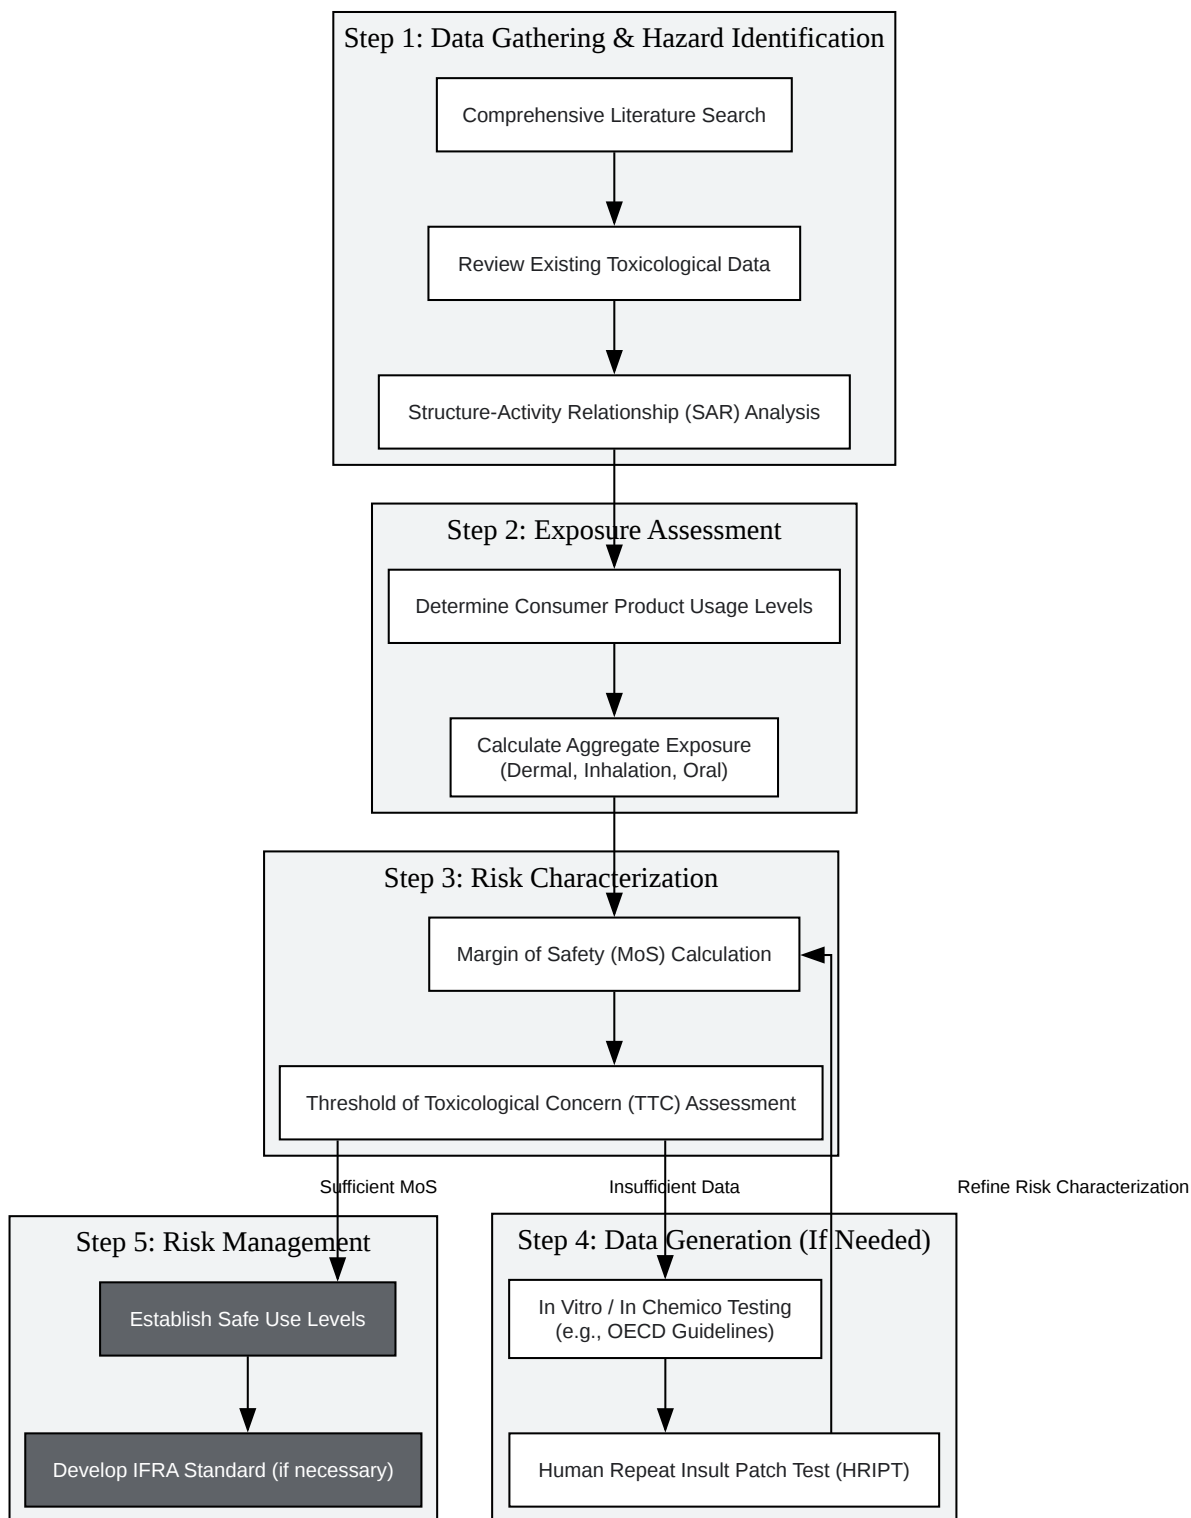 Step 1: Data Gathering & Hazard Identification
Comprehensive Literature Search
Review Existing Toxicological Data
Structure-Activity Relationship (SAR) Analysis
Step 2: Exposure Assessment
Determine Consumer Product Usage Levels
Calculate Aggregate Exposure
(Dermal, Inhalation, Oral)
Step 3: Risk Characterization
Margin of Safety (MoS) Calculation
Threshold of Toxicological Concern (TTC) Assessment
Sufficient MoS
Insufficient Data
Refine Risk Characterization
Step 5: Risk Management
Establish Safe Use Levels
Develop IFRA Standard (if necessary)
Step 4: Data Generation (If Needed)
In Vitro / In Chemico Testing
(e.g., OECD Guidelines)
Human Repeat Insult Patch Test (HRIPT)